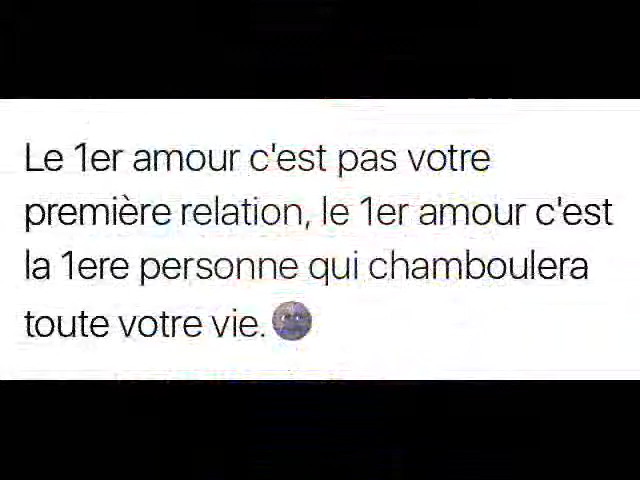 Le 1er amour c'est pas votre
première relation, le 1er amour c'est
la 1ere personne qui chamboulera
toute votre vie.🌚